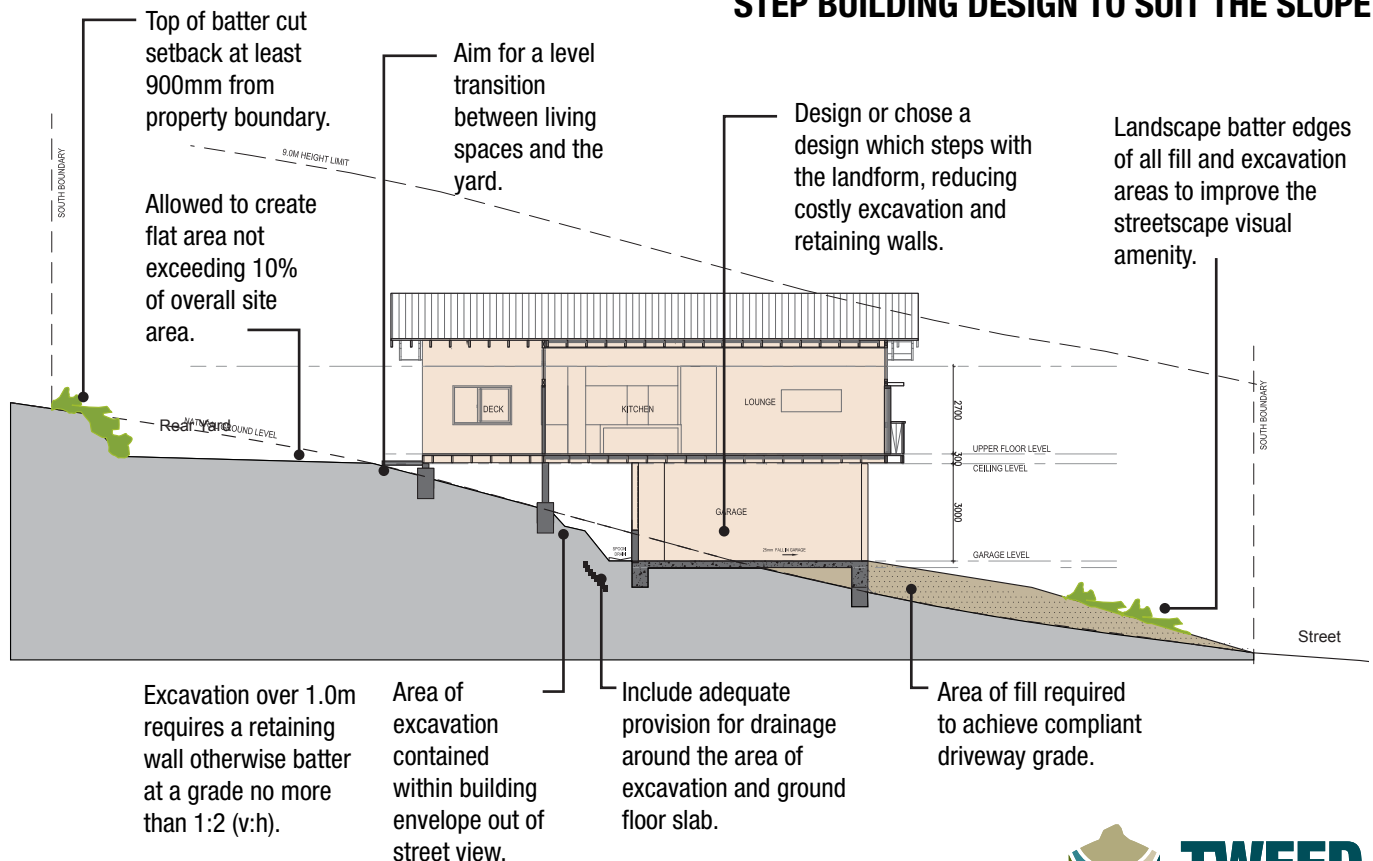 STEP BUILDING DESIGN TO SUIT THE SLOPE
Top of batter cut
setback at least
900mm from
property boundary.
Aim for a level
transition
between living
spaces and the
yard.
Design or chose a
design which steps with
the landform, reducing
costly excavation and
retaining walls.
Landscape batter edges
of all fill and excavation
areas to improve the
streetscape visual
amenity.
SOUTH BOUNDARY
9.0M HEIGHT LIMIT
Allowed to create
flat area not
exceeding 10%
of overall site
area.
SOUTH BOUNDARY
DECK
KITCHEN
LOUNGE
2700
Rear Yard
NATURAL GROUND LEVEL
UPPER FLOOR LEVEL
300
CEILING LEVEL
GARAGE
3000
SPOON
DRAIN
25mm FALL IN GARAGE
GARAGE LEVEL
Street
Excavation over 1.0m
requires a retaining
wall otherwise batter
at a grade no more
than 1:2 (v:h).
Area of
excavation
contained
within building
envelope out of
street view.
Include adequate
provision for drainage
around the area of
excavation and ground
floor slab.
Area of fill required
to achieve compliant
driveway grade.
TWEED